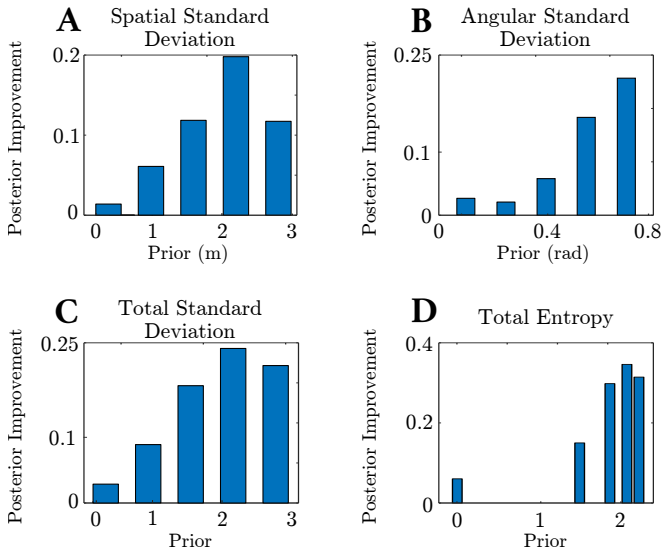 A
Spatial Standard
Deviation
Posterior Improvement
0.2
0.1
0
0 1 2 3
Prior (m)
B
Angular Standard
Deviation
Posterior Improvement
0.25
0.1
0
0 0.4 0.8
Prior (rad)
C
Total Standard
Deviation
Posterior Improvement
0.25
0.1
0
0 1 2 3
Prior
D
Total Entropy
Posterior Improvement
0.4
0.2
0
0 1 2
Prior